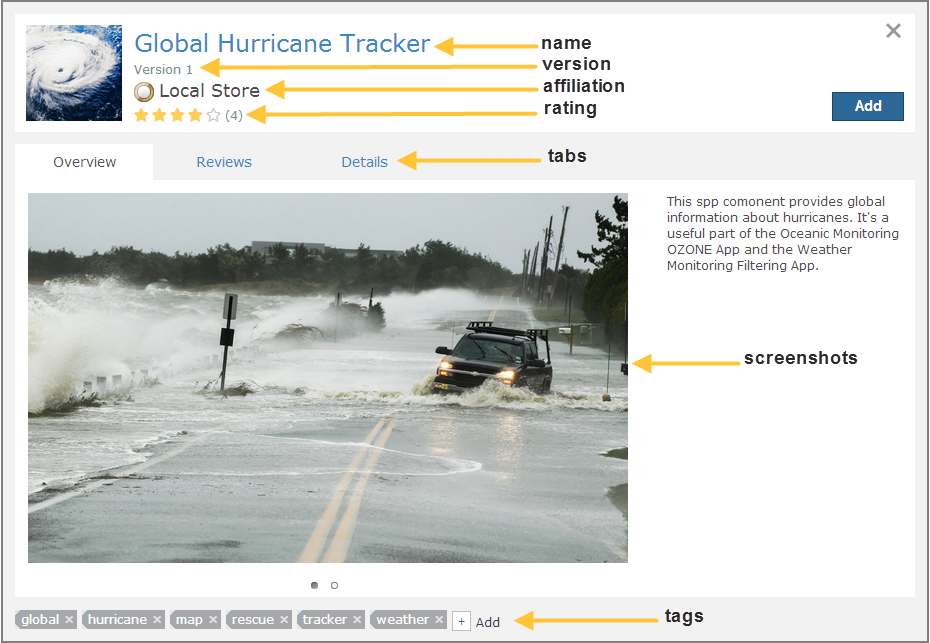 Global Hurricane Tracker
name
Version 1
version
Local Store
affiliation
(4)
rating
Add
Overview
Reviews
Details
tabs
This spp comonent provides global
information about hurricanes. It's a
useful part of the Oceanic Monitoring
OZONE App and the Weather
Monitoring Filtering App.
screenshots
global × hurricane × map × rescue × tracker × weather × + Add
tags